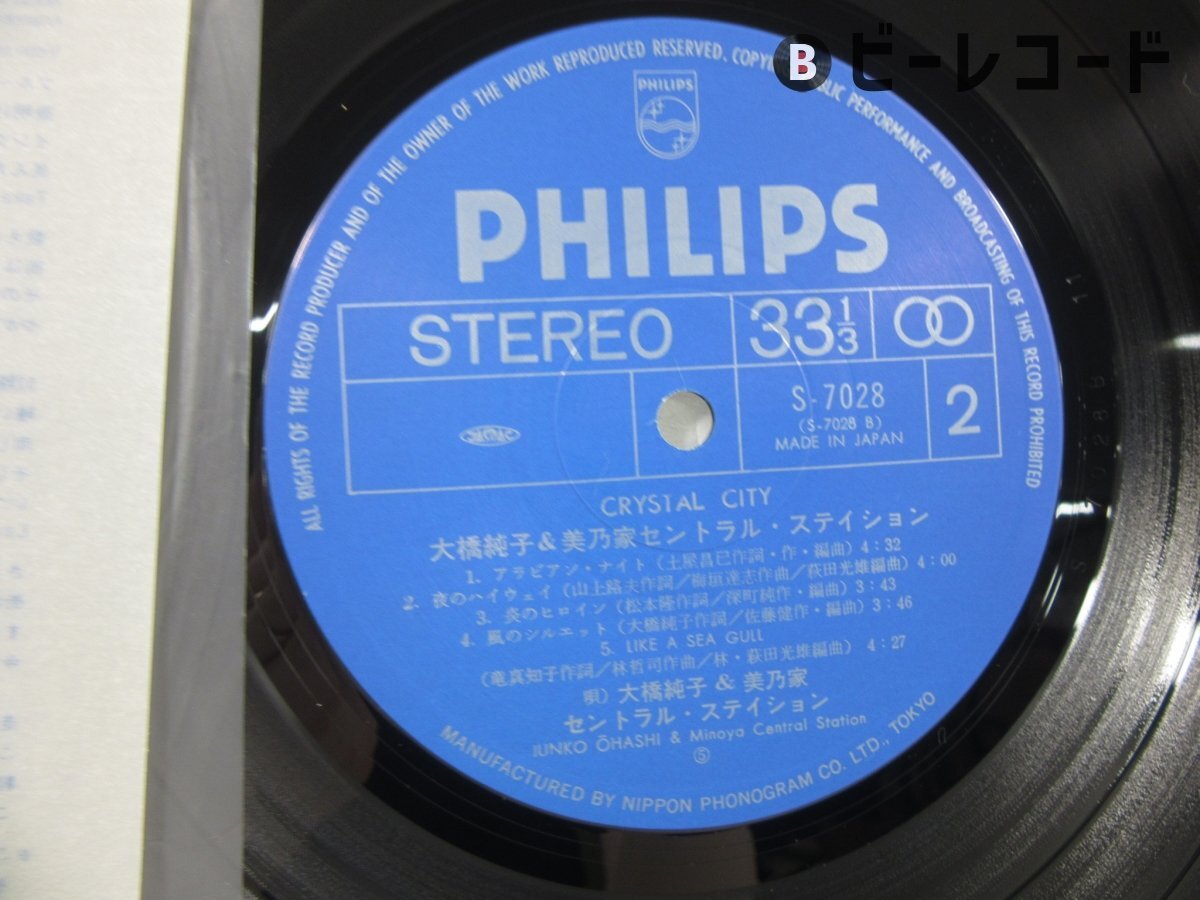 B ビーレコード
ALL RIGHTS OF THE RECORD PRODUCER AND OF THE OWNER OF THE WORK REPRODUCED RESERVED. PUBLIC PERFORMANCE AND BROADCASTING OF THIS RECORD PROHIBITED
PHILIPS
PHILIPS
STEREO
33 1/3
S-7028
(S-7028 B)
MADE IN JAPAN
2
CRYSTAL CITY
大橋純子&美乃家セントラル・ステイション
1. アラビアン・ナイト(土屋昌巳作詞・作・編曲)4:32
2. 夜のハイウェイ(山上路夫作詞/梅垣達志作曲/萩田光雄編曲)4:00
3. 炎のヒロイン(松本隆作詞/深町純作・編曲)3:43
4. 風のシルエット(大橋純子作詞/佐藤健作・編曲)3:46
5. LIKE A SEA GULL
(竜真知子作詞/林哲司作曲/林・萩田光雄編曲)4:27
唄)大橋純子&美乃家
セントラル・ステイション
JUNKO ŌHASHI & Minoya Central Station
⑤
MANUFACTURED BY NIPPON PHONOGRAM CO. LTD., TOKYO